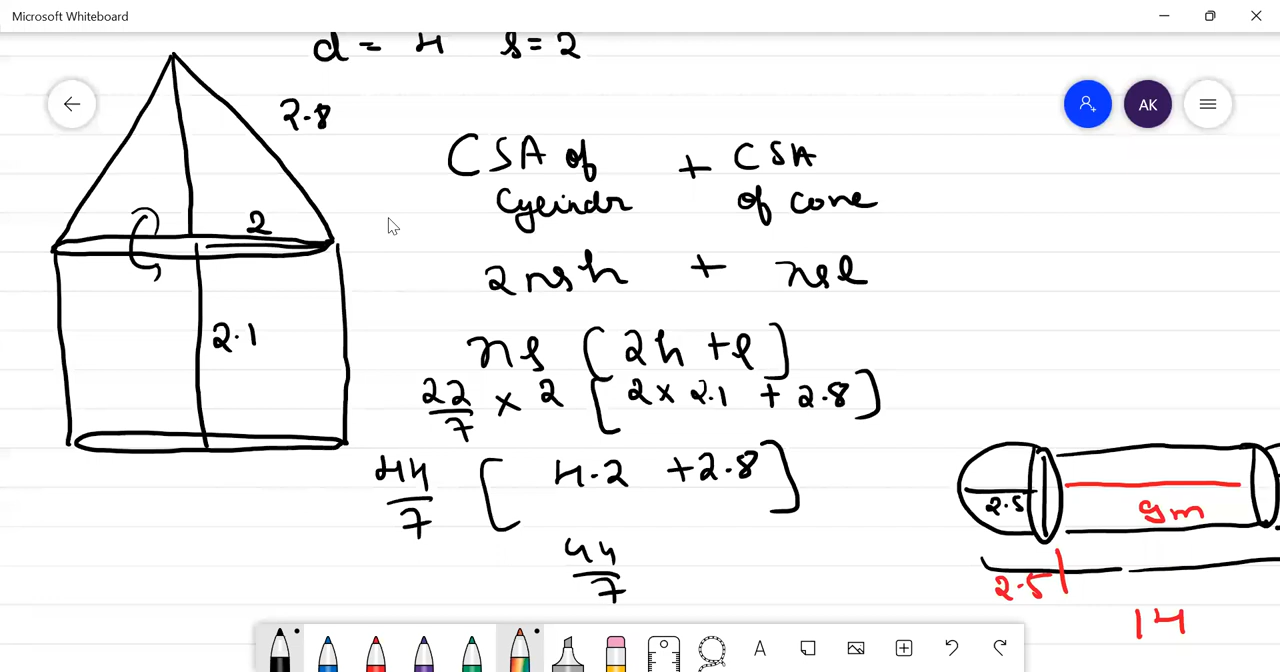 Microsoft Whiteboard
d = 4 r = 2
AK
2.8
CSA of + CSA
Cylindr of cone
2
2πrh + πrl
2.1
πr [2h + l]
22/7 × 2 [2 × 2.1 + 2.8]
44/7 [4.2 + 2.8]
44/7
2.5
9m
2.5
14
A